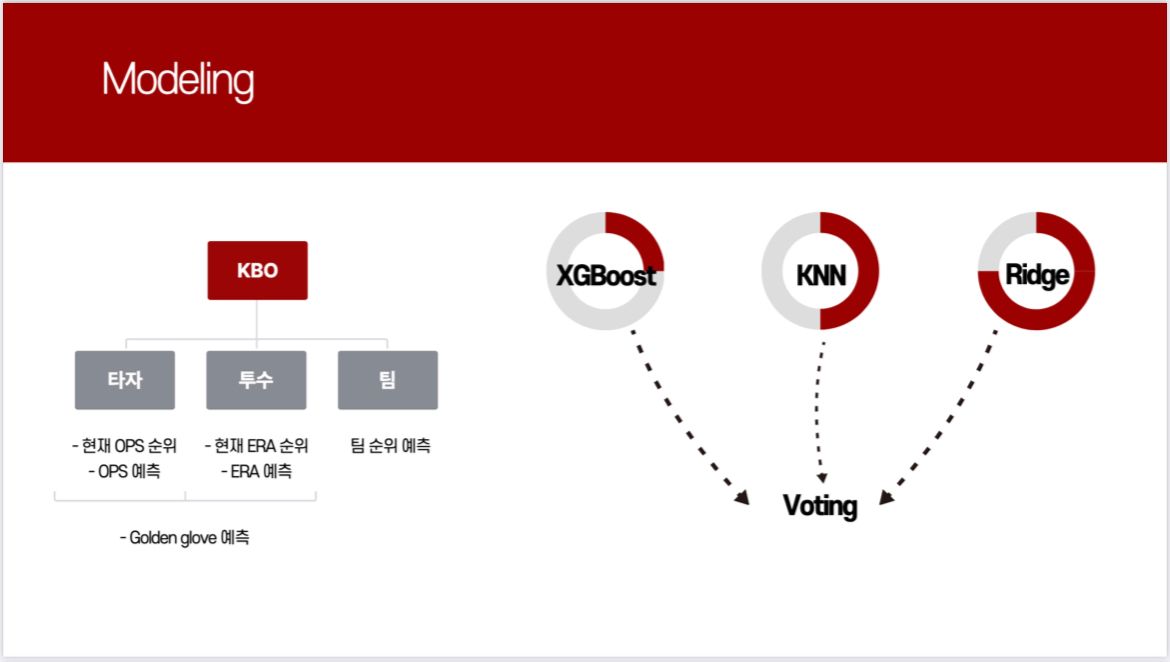 Modeling
KBO
타자
투수
팀
- 현재 OPS 순위
- OPS 예측
- 현재 ERA 순위
- ERA 예측
팀 순위 예측
- Golden glove 예측
XGBoost
KNN
Ridge
Voting